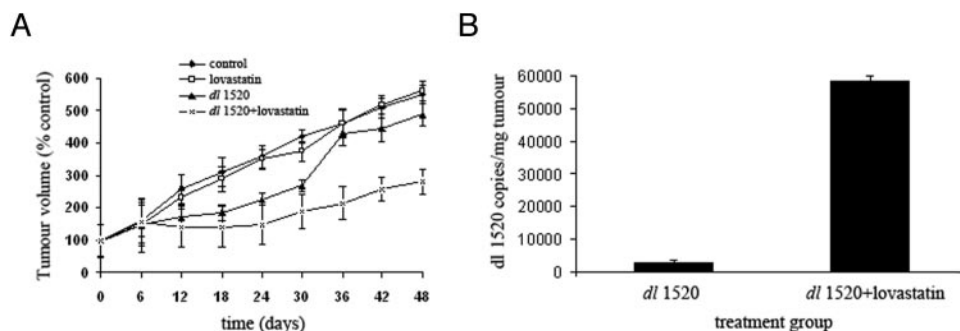 A
control
lovastatin
dl 1520
dl 1520+lovastatin
Tumour volume (% control)
600
500
400
300
200
100
0
0 6 12 18 24 30 36 42 48
time (days)
B
dl 1520 copies/mg tumour
70000
60000
50000
40000
30000
20000
10000
0
dl 1520 dl 1520+lovastatin
treatment group